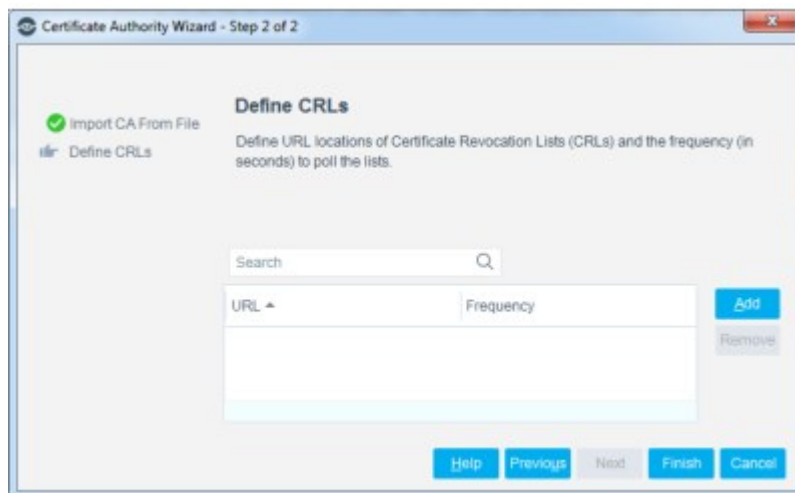 Certificate Authority Wizard - Step 2 of 2
Import CA From File
Define CRLs
Define CRLs
Define URL locations of Certificate Revocation Lists (CRLs) and the frequency (in
seconds) to poll the lists.
Search
URL Frequency
Add
Remove
Help Previous Next Finish Cancel